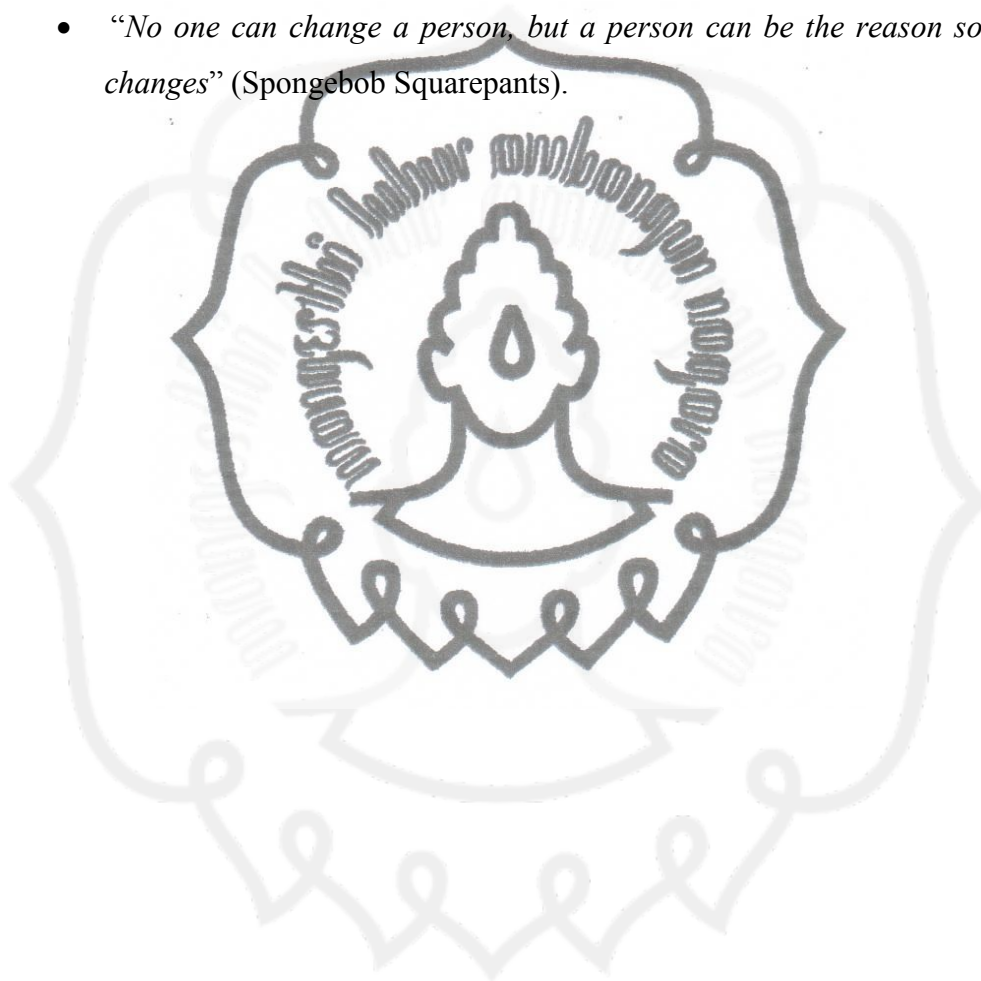 • “No one can change a person, but a person can be the reason so
changes” (Spongebob Squarepants).